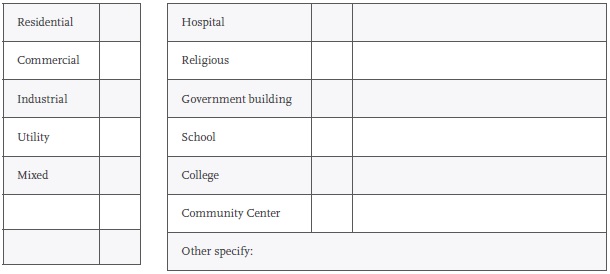 Residential
Commercial
Industrial
Utility
Mixed
Hospital
Religious
Government building
School
College
Community Center
Other specify: